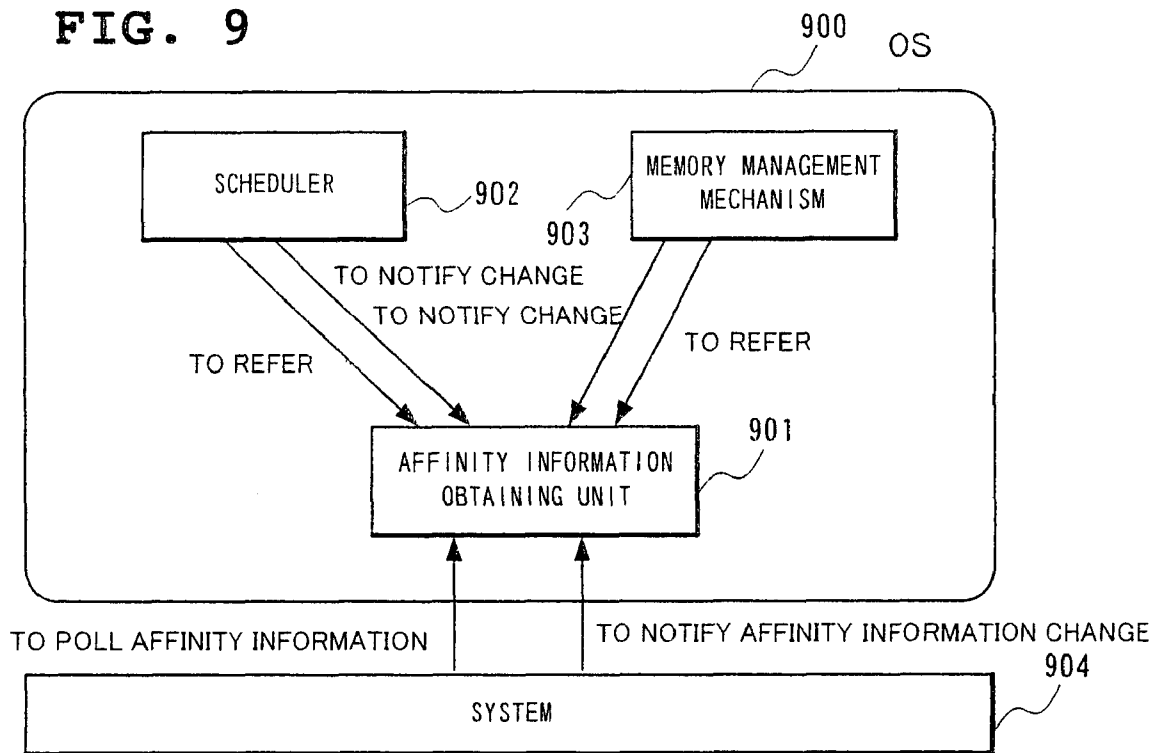 FIG. 9
900
OS
SCHEDULER
902
MEMORY MANAGEMENT
MECHANISM
903
TO NOTIFY CHANGE
TO NOTIFY CHANGE
TO REFER
TO REFER
901
AFFINITY INFORMATION
OBTAINING UNIT
TO POLL AFFINITY INFORMATION
TO NOTIFY AFFINITY INFORMATION CHANGE
904
SYSTEM